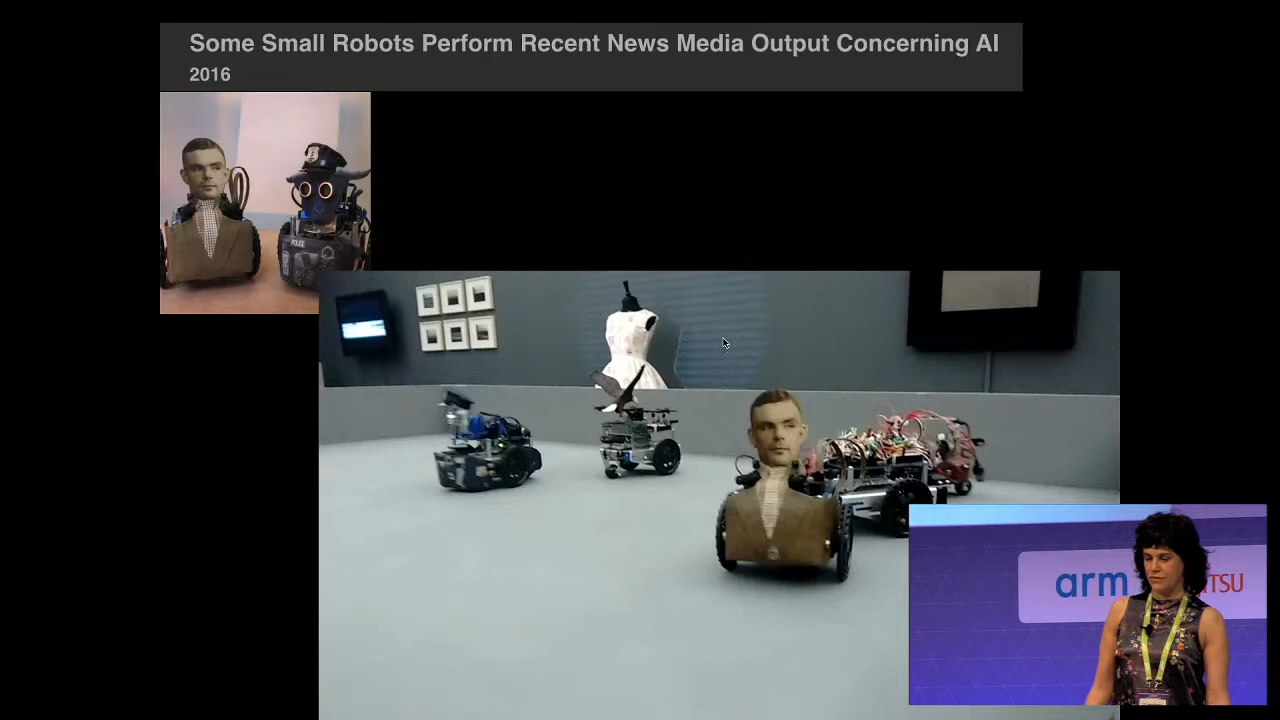 Some Small Robots Perform Recent News Media Output Concerning AI
2016
POLICE
arm
TSU